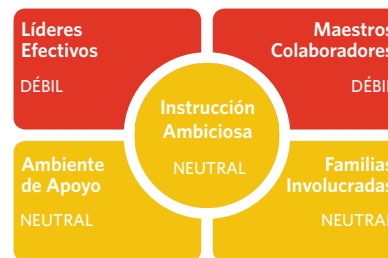 Líderes
Efectivos
DÉBIL
Maestros
Colaboradores
DÉBIL
Instrucción
Ambiciosa
NEUTRAL
Ambiente
de Apoyo
NEUTRAL
Familias
Involucradas
NEUTRAL